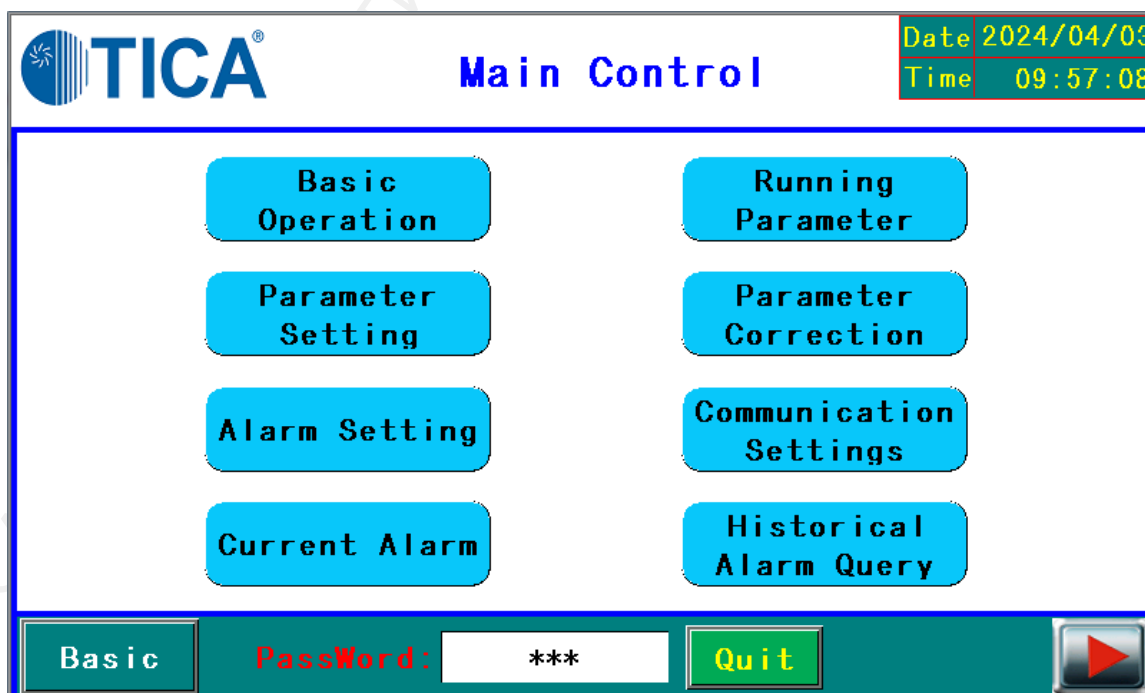 TICA®
Main Control
Date 2024/04/03
Time 09:57:08
Basic
Operation
Running
Parameter
Parameter
Setting
Parameter
Correction
Alarm Setting
Communication
Settings
Current Alarm
Historical
Alarm Query
Basic
PassWord:
***
Quit